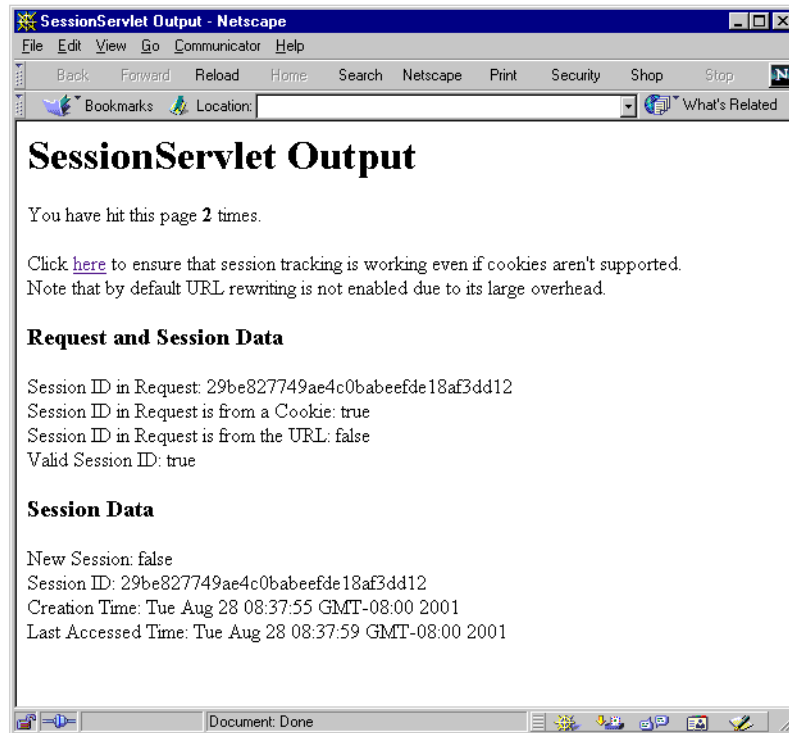 SessionServlet Output - Netscape
File Edit View Go Communicator Help
Back Forward Reload Home Search Netscape Print Security Shop Stop N
Bookmarks Location: What's Related
SessionServlet Output
You have hit this page 2 times.
Click here to ensure that session tracking is working even if cookies aren't supported.
Note that by default URL rewriting is not enabled due to its large overhead.
Request and Session Data
Session ID in Request: 29be827749ae4c0babeefde18af3dd12
Session ID in Request is from a Cookie: true
Session ID in Request is from the URL: false
Valid Session ID: true
Session Data
New Session: false
Session ID: 29be827749ae4c0babeefde18af3dd12
Creation Time: Tue Aug 28 08:37:55 GMT-08:00 2001
Last Accessed Time: Tue Aug 28 08:37:59 GMT-08:00 2001
Document: Done